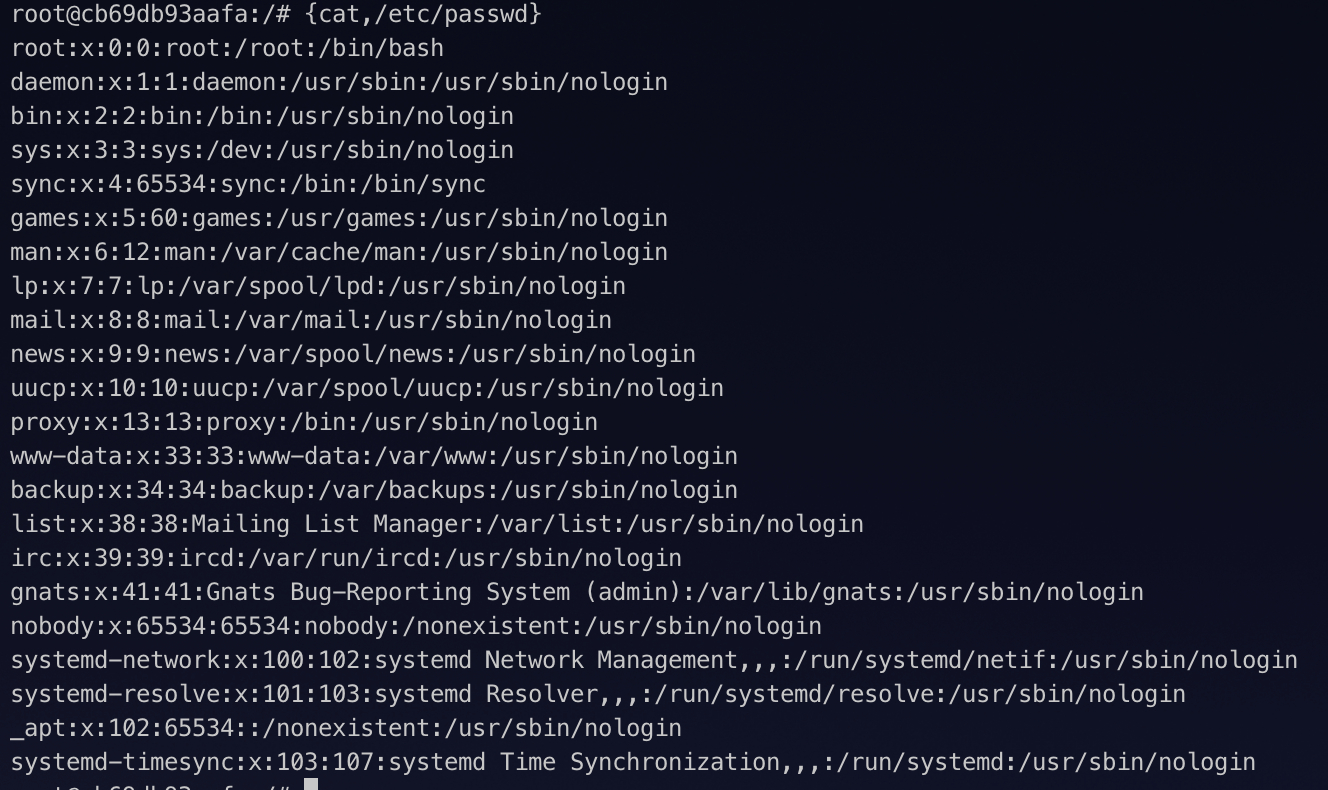 root@cb69db93aafa:/# {cat,/etc/passwd}
root:x:0:0:root:/root:/bin/bash
daemon:x:1:1:daemon:/usr/sbin:/usr/sbin/nologin
bin:x:2:2:bin:/bin:/usr/sbin/nologin
sys:x:3:3:sys:/dev:/usr/sbin/nologin
sync:x:4:65534:sync:/bin:/bin/sync
games:x:5:60:games:/usr/games:/usr/sbin/nologin
man:x:6:12:man:/var/cache/man:/usr/sbin/nologin
lp:x:7:7:lp:/var/spool/lpd:/usr/sbin/nologin
mail:x:8:8:mail:/var/mail:/usr/sbin/nologin
news:x:9:9:news:/var/spool/news:/usr/sbin/nologin
uucp:x:10:10:uucp:/var/spool/uucp:/usr/sbin/nologin
proxy:x:13:13:proxy:/bin:/usr/sbin/nologin
www-data:x:33:33:www-data:/var/www:/usr/sbin/nologin
backup:x:34:34:backup:/var/backups:/usr/sbin/nologin
list:x:38:38:Mailing List Manager:/var/list:/usr/sbin/nologin
irc:x:39:39:ircd:/var/run/ircd:/usr/sbin/nologin
gnats:x:41:41:Gnats Bug-Reporting System (admin):/var/lib/gnats:/usr/sbin/nologin
nobody:x:65534:65534:nobody:/nonexistent:/usr/sbin/nologin
systemd-network:x:100:102:systemd Network Management,,,:/run/systemd/netif:/usr/sbin/nologin
systemd-resolve:x:101:103:systemd Resolver,,,:/run/systemd/resolve:/usr/sbin/nologin
_apt:x:102:65534::/nonexistent:/usr/sbin/nologin
systemd-timesync:x:103:107:systemd Time Synchronization,,,:/run/systemd:/usr/sbin/nologin